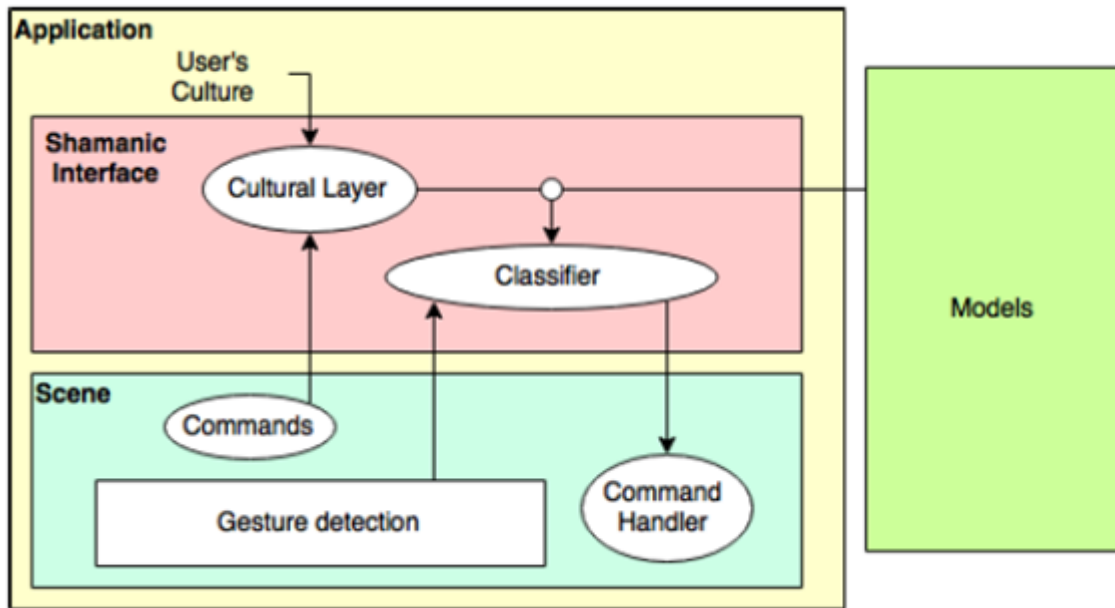 Application
User's
Culture
Shamanic
Interface
Cultural Layer
Classifier
Models
Scene
Commands
Gesture detection
Command
Handler